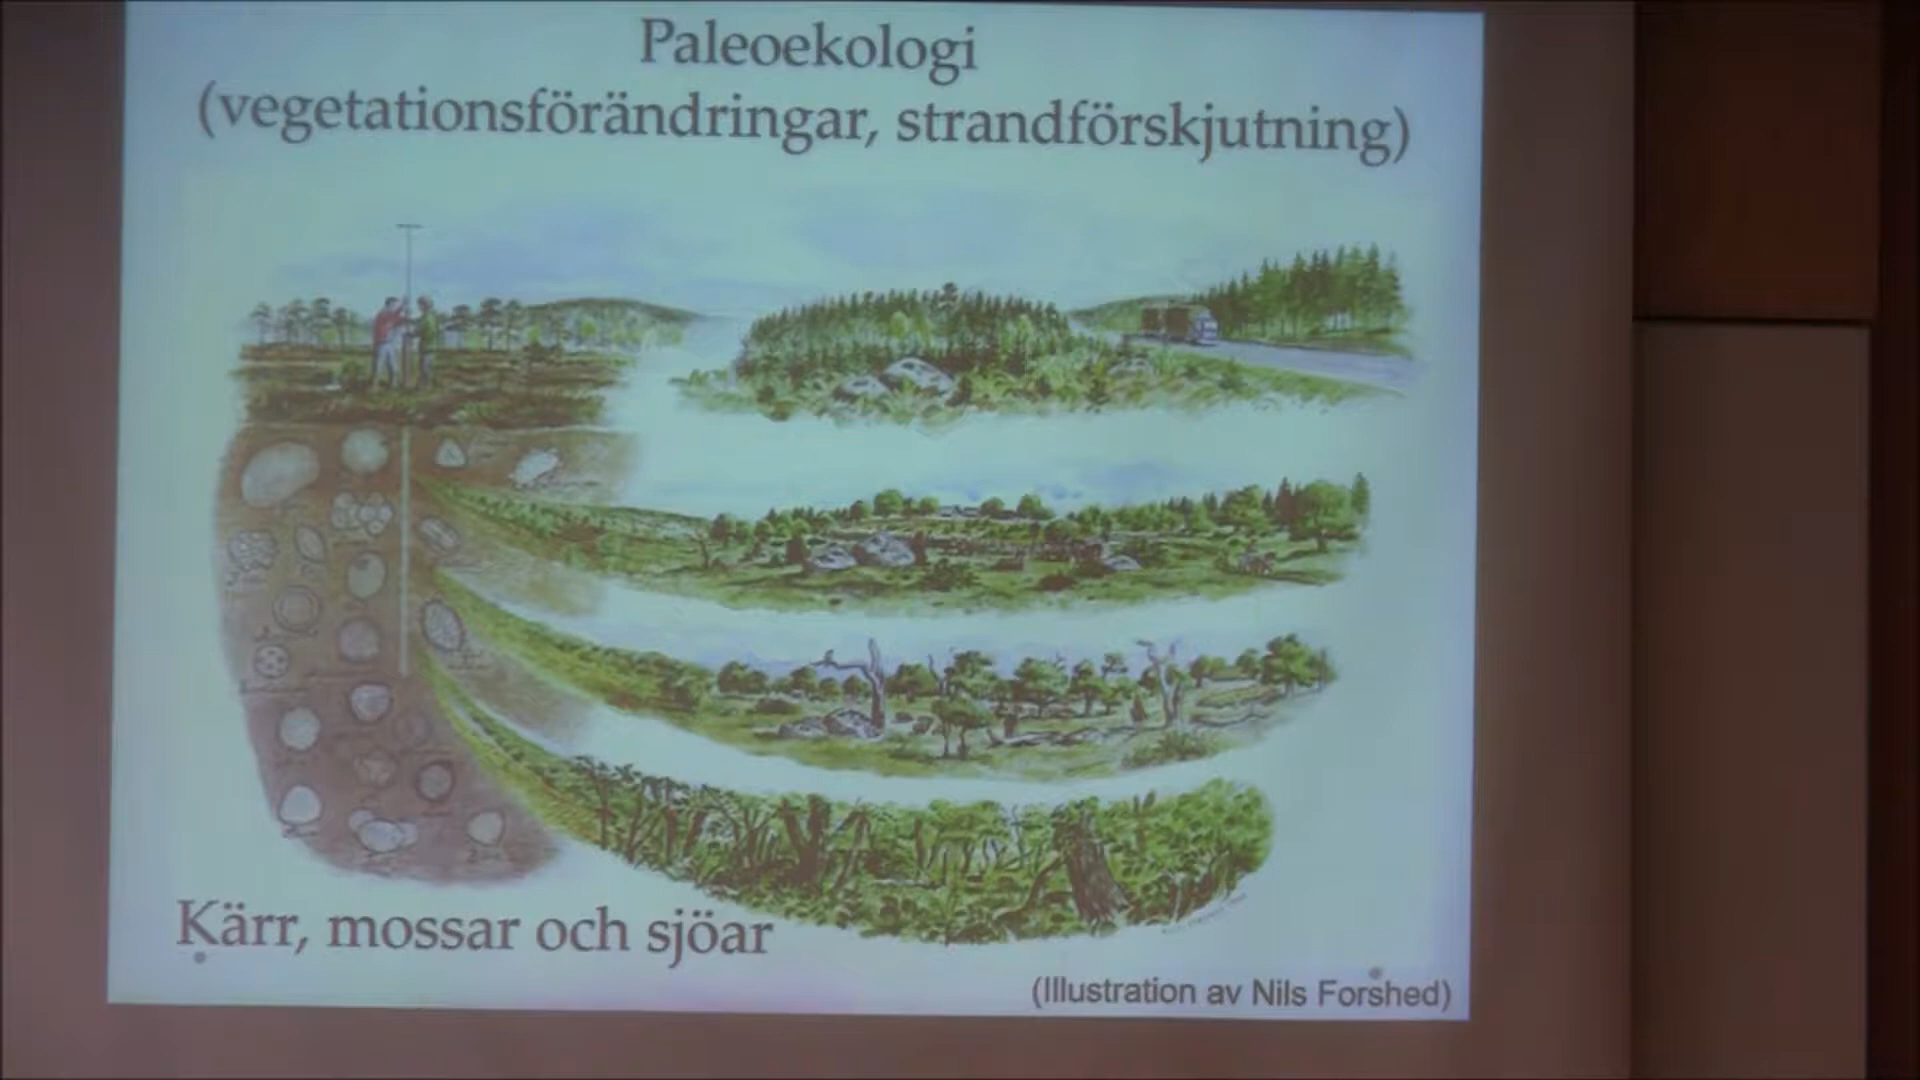 Paleoekologi
(vegetationsförändringar, strandförskjutning)
Kärr, mossar och sjöar
(Illustration av Nils Forshed)